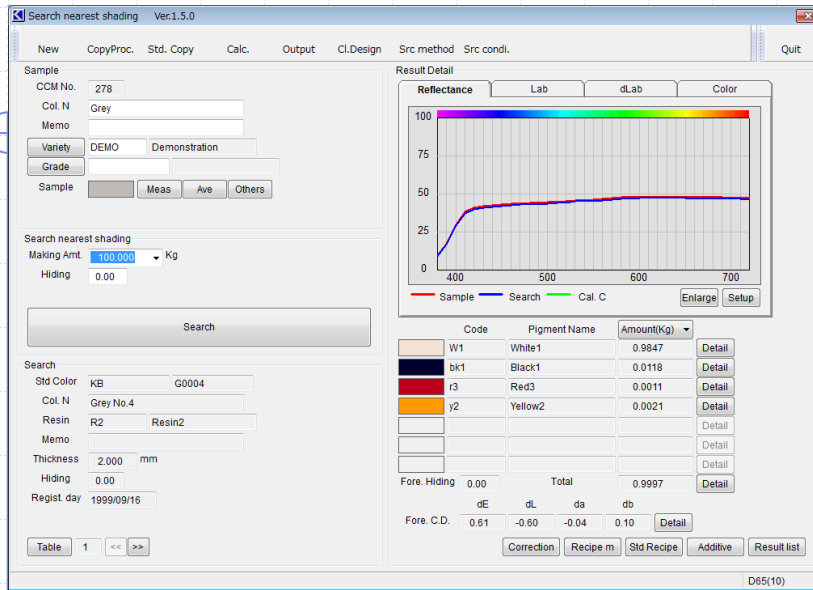 Search nearest shading Ver.1.5.0
New CopyProc. Std. Copy Calc. Output Cl.Design Src method Src condi. Quit
Sample
CCM No. 278
Col. N Grey
Memo
Variety DEMO Demonstration
Grade
Sample Meas Ave Others
Search nearest shading
Making Amt. 100.000 Kg
Hiding 0.00
Search
Search
Std Color KB G0004
Col. N Grey No.4
Resin R2 Resin2
Memo
Thickness 2.000 mm
Hiding 0.00
Regist. day 1999/09/16
Table 1 << >>
Result Detail
Reflectance Lab dLab Color
100
75
50
25
0
400 500 600 700
Sample Search Cal. C Enlarge Setup
Code Pigment Name Amount(Kg)
W1 White1 0.9847 Detail
bk1 Black1 0.0118 Detail
r3 Red3 0.0011 Detail
y2 Yellow2 0.0021 Detail
Detail
Detail
Detail
Fore. Hiding 0.00 Total 0.9997 Detail
dE dL da db
Fore. C.D. 0.61 -0.60 -0.04 0.10 Detail
Correction Recipe m Std Recipe Additive Result list
D65(10)